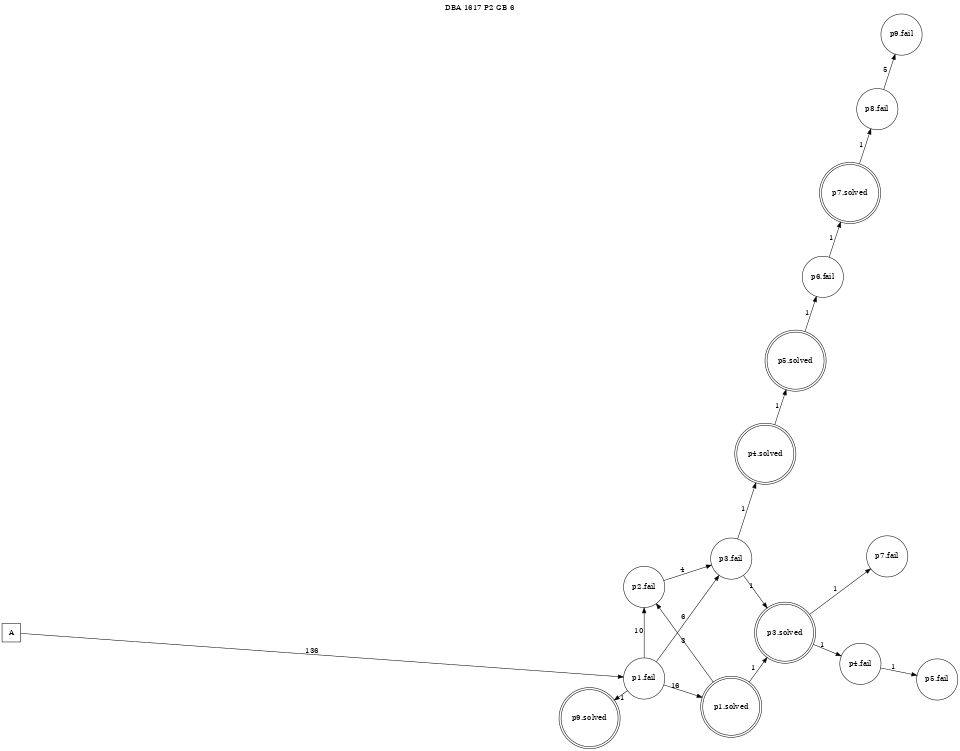 DBA 1617 P2 GB 6
p9.fail
5
p8.fail
1
p7.solved
1
p6.fail
1
p5.solved
1
p4.solved
1
p3.fail
p7.fail
4
1
p2.fail
1
6
10
3
A
p3.solved
136
1
p4.fail
1
1
p5.fail
p1.fail
16
1
p9.solved
p1.solved